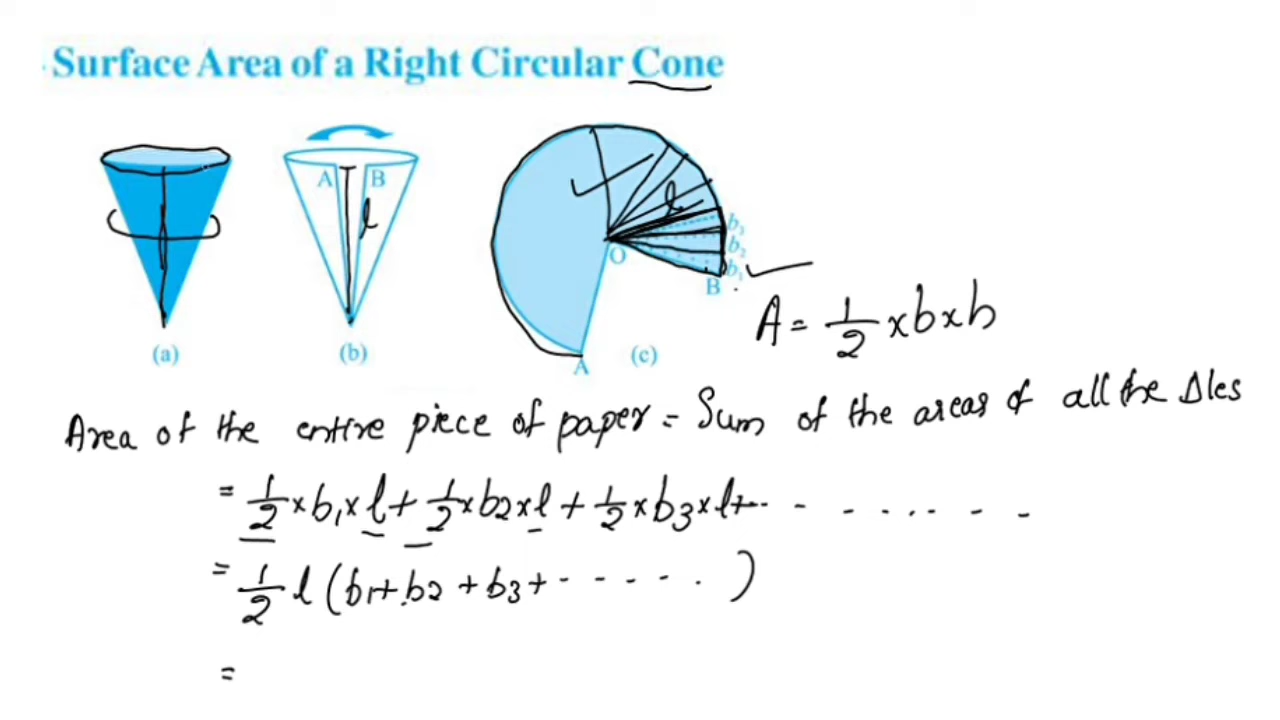 Surface Area of a Right Circular Cone
A B l
l
O
b₃
b₂
b₁
B
A
(a) (b) (c)
A = 1/2 × b × h
Area of the entire piece of paper = Sum of the areas of all the Δles
= 1/2 × b₁ × l + 1/2 × b2 × l + 1/2 × b3 × l + ...........
= 1/2 l (b1 + b2 + b3 + - - - - - . )
=